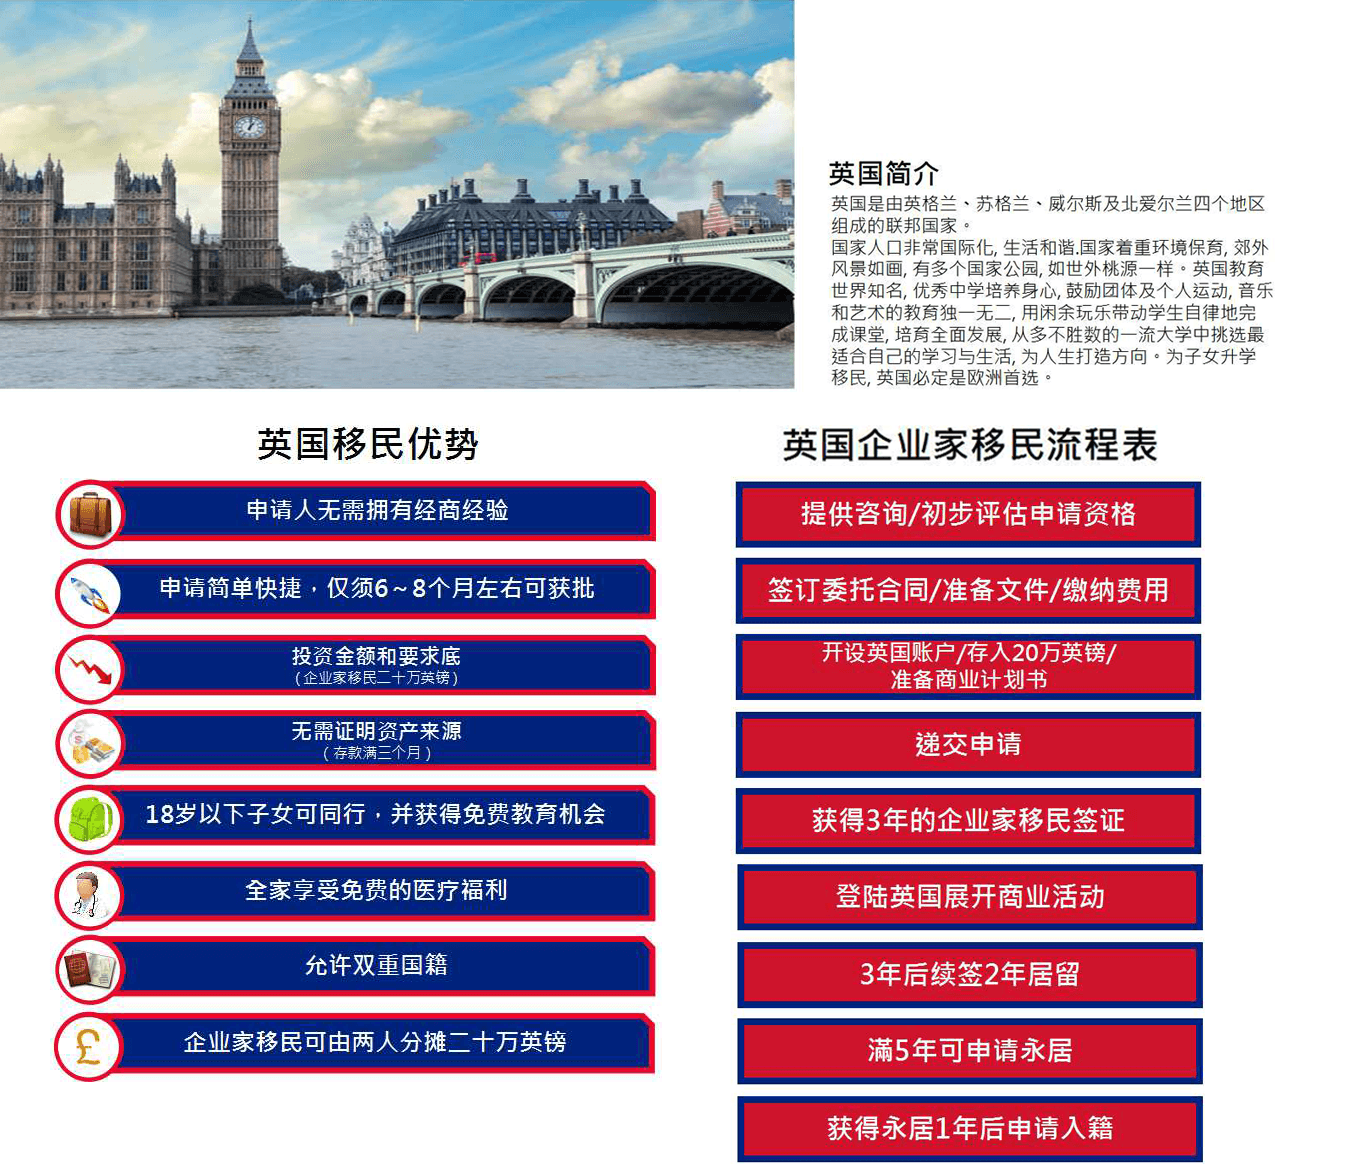 英国简介
英国是由英格兰、苏格兰、威尔斯及北爱尔兰四个地区
组成的联邦国家。
国家人口非常国际化, 生活和谐.国家着重环境保育, 郊外
风景如画, 有多个国家公园, 如世外桃源一样。英国教育
世界知名, 优秀中学培养身心, 鼓励团体及个人运动, 音乐
和艺术的教育独一无二, 用闲余玩乐带动学生自律地完
成课堂, 培育全面发展, 从多不胜数的一流大学中挑选最
适合自己的学习与生活, 为人生打造方向。为子女升学
移民, 英国必定是欧洲首选。
英国移民优势
申请人无需拥有经商经验
申请简单快捷，仅须6~8个月左右可获批
投资金额和要求底
(企业家移民二十万英镑)
无需证明资产来源
(存款满三个月)
18岁以下子女可同行，并获得免费教育机会
全家享受免费的医疗福利
允许双重国籍
£
企业家移民可由两人分摊二十万英镑
英国企业家移民流程表
提供咨询/初步评估申请资格
签订委托合同/准备文件/缴纳费用
开设英国账户/存入20万英镑/
准备商业计划书
递交申请
获得3年的企业家移民签证
登陆英国展开商业活动
3年后续签2年居留
滿5年可申请永居
获得永居1年后申请入籍